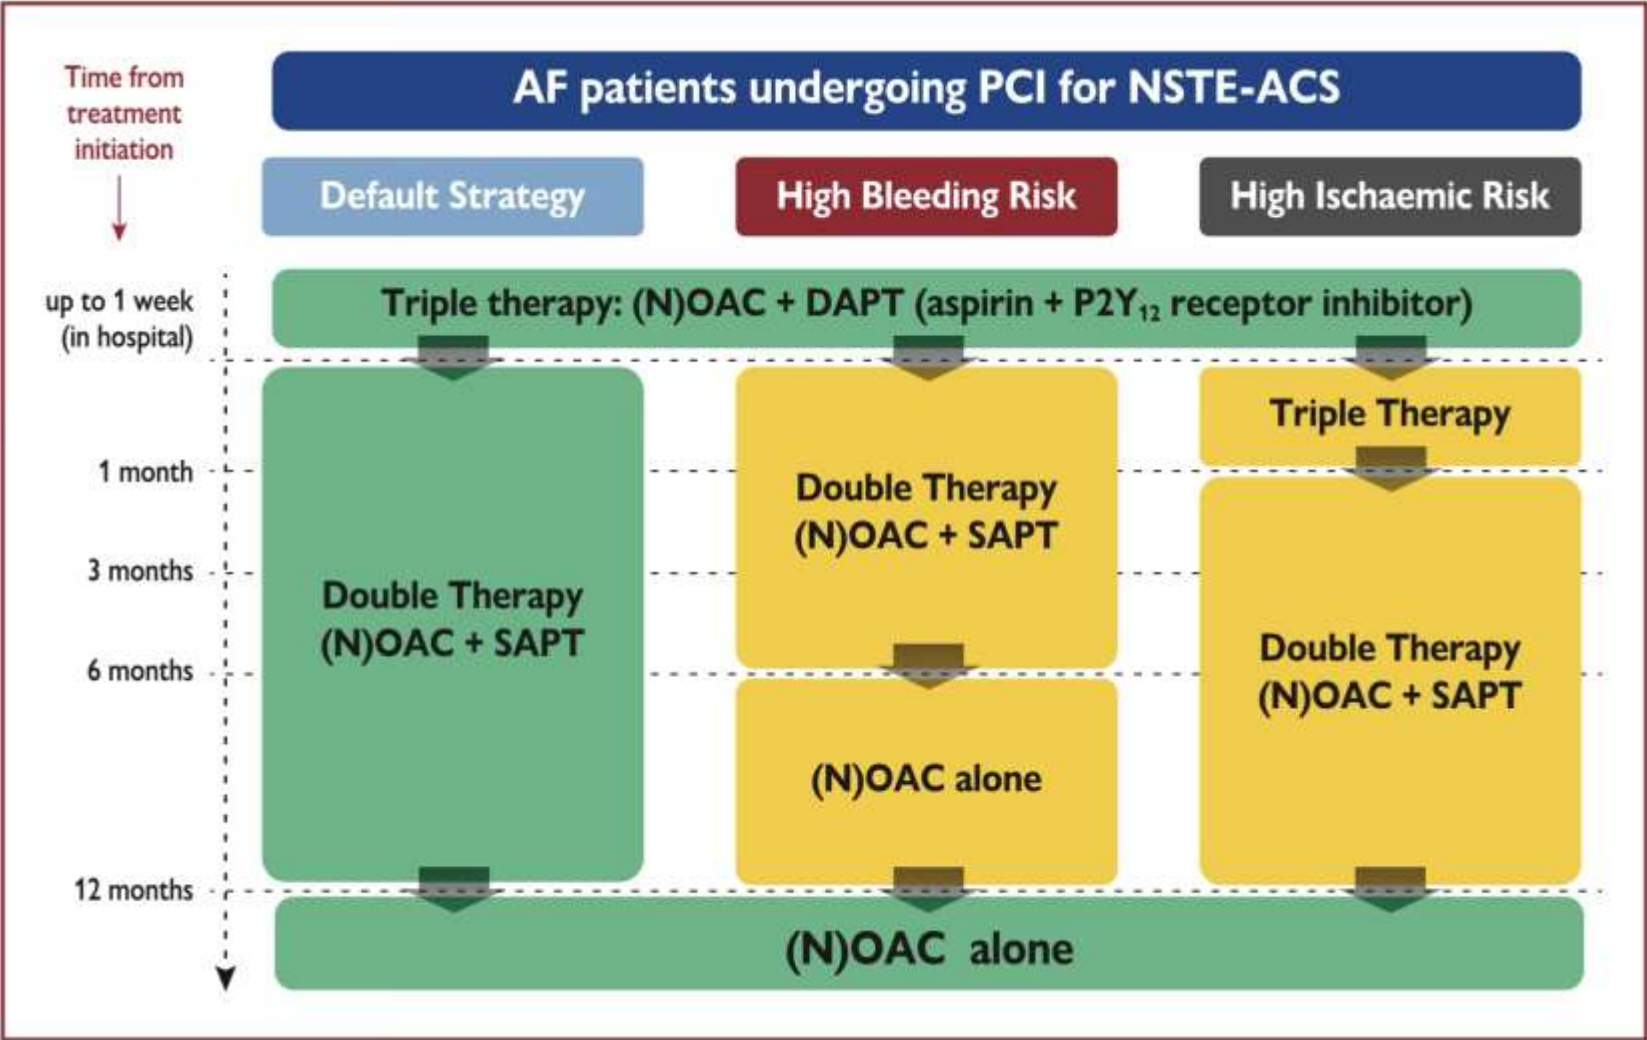 Time from
treatment
initiation
AF patients undergoing PCI for NSTE-ACS
Default Strategy
High Bleeding Risk
High Ischaemic Risk
up to 1 week
(in hospital)
Triple therapy: (N)OAC + DAPT (aspirin + P2Y₁₂ receptor inhibitor)
Triple Therapy
1 month
Double Therapy
(N)OAC + SAPT
3 months
Double Therapy
(N)OAC + SAPT
6 months
Double Therapy
(N)OAC + SAPT
(N)OAC alone
12 months
(N)OAC alone